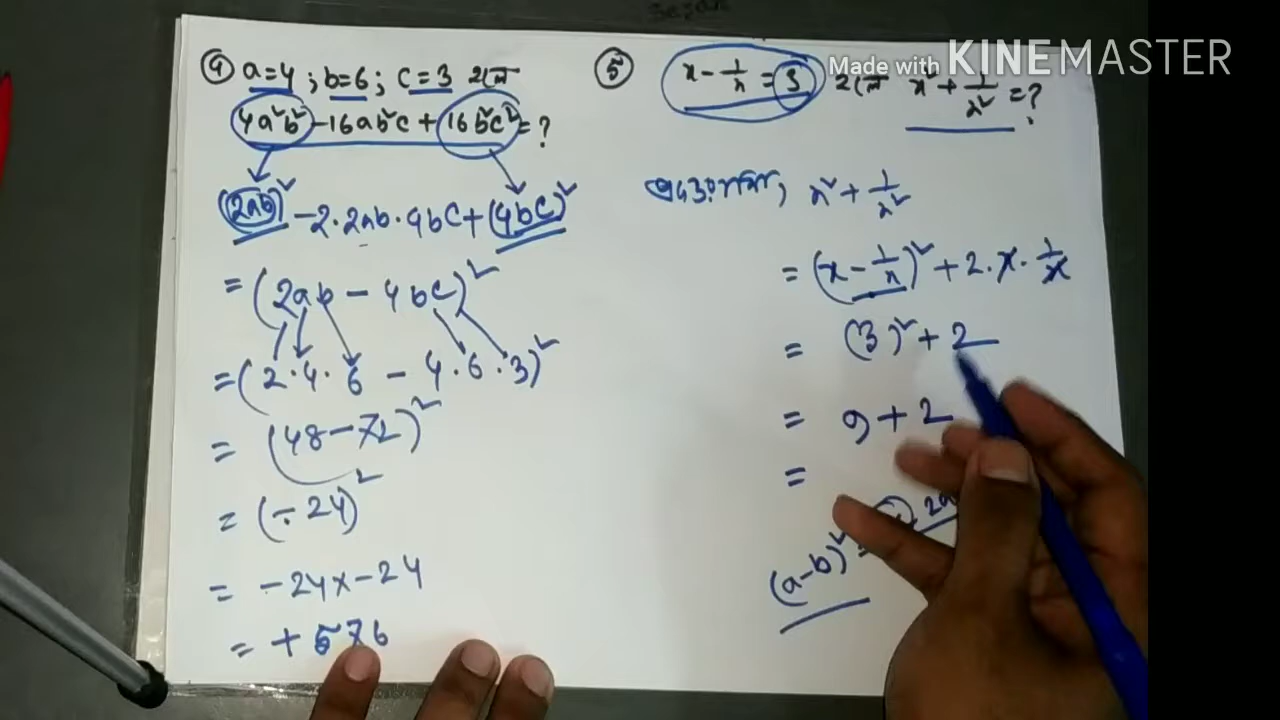 ④ a=4 ; b=6 ; c=3 হলে
4a²b² - 16ab²c + 16b²c² = ?
(2ab)² - 2·2ab·4bc + (4bc)²
= (2ab - 4bc)²
= (2·4·6 - 4·6·3)²
= (48 - 72)²
= (-24)²
= -24 x -24
= + 576
⑤ x - 1/x = 3 হলে x² + 1/x² = ?
x² + 1/x²
= (x - 1/x)² + 2·x·1/x
= (3)² + 2
= 9 + 2
=
(a-b)²
Made with KINEMASTER